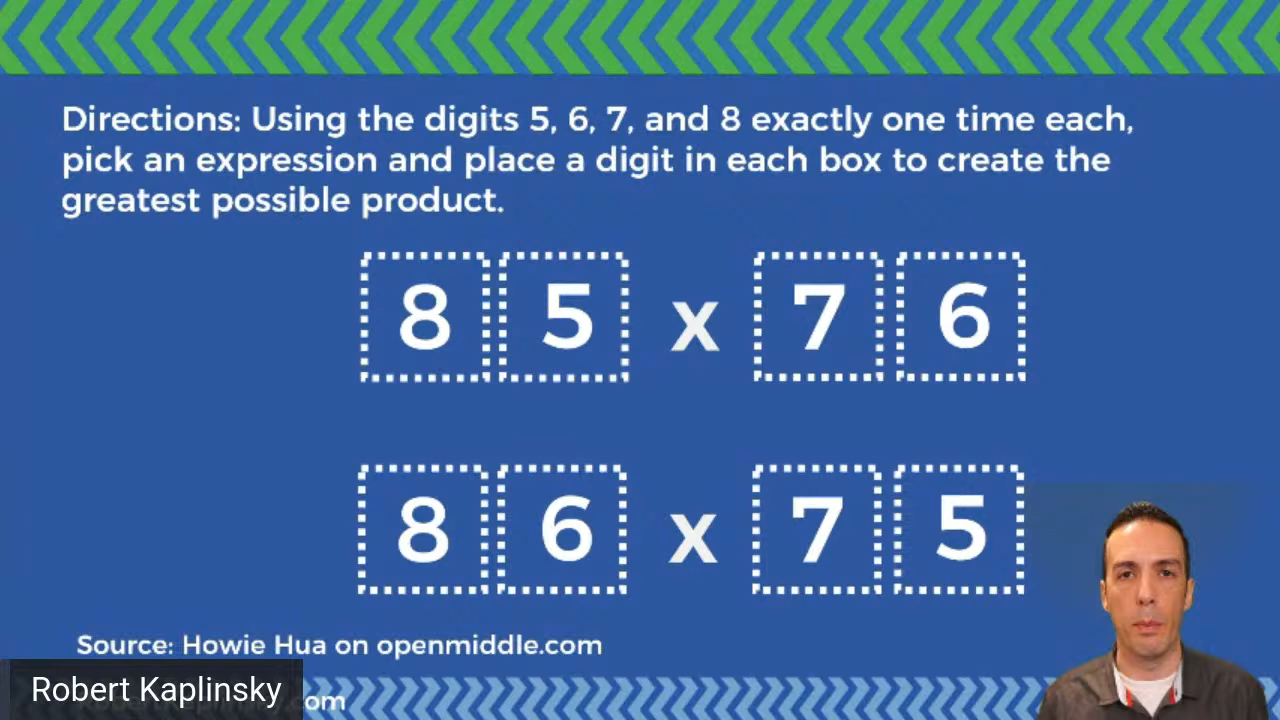 Directions: Using the digits 5, 6, 7, and 8 exactly one time each,
pick an expression and place a digit in each box to create the
greatest possible product.
8 5 x 7 6
8 6 x 7 5
Source: Howie Hua on openmiddle.com
Robert Kaplinsky